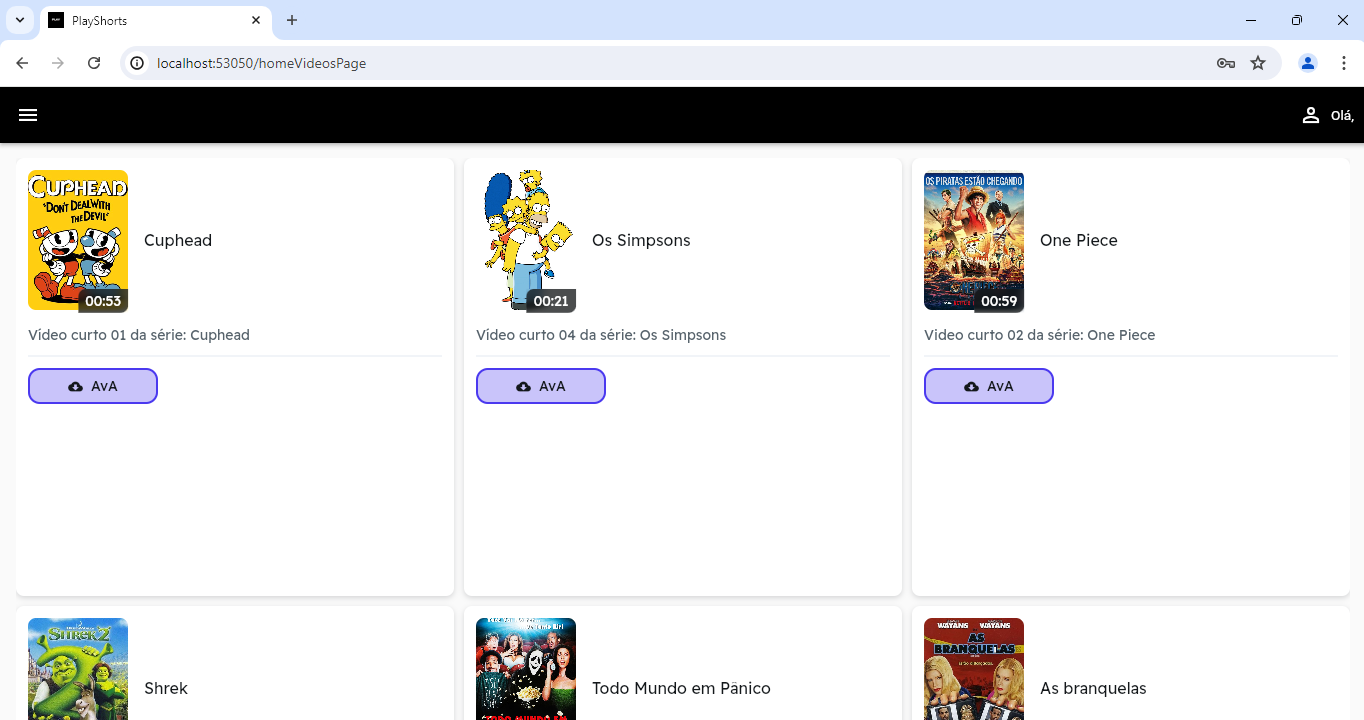 PlayShorts
localhost:53050/homeVideosPage
Olá,
CUPHEAD
"DON'T DEAL WITH
THE DEVIL"
00:53
Cuphead
Vídeo curto 01 da série: Cuphead
AvA
00:21
Os Simpsons
Vídeo curto 04 da série: Os Simpsons
AvA
OS PIRATAS ESTÃO CHEGANDO
00:59
One Piece
Vídeo curto 02 da série: One Piece
AvA
SHREK 2
Shrek
TODO MUNDO EM
Todo Mundo em Pânico
WAYANS WAYANS
AS
BRANQUELAS
As branquelas